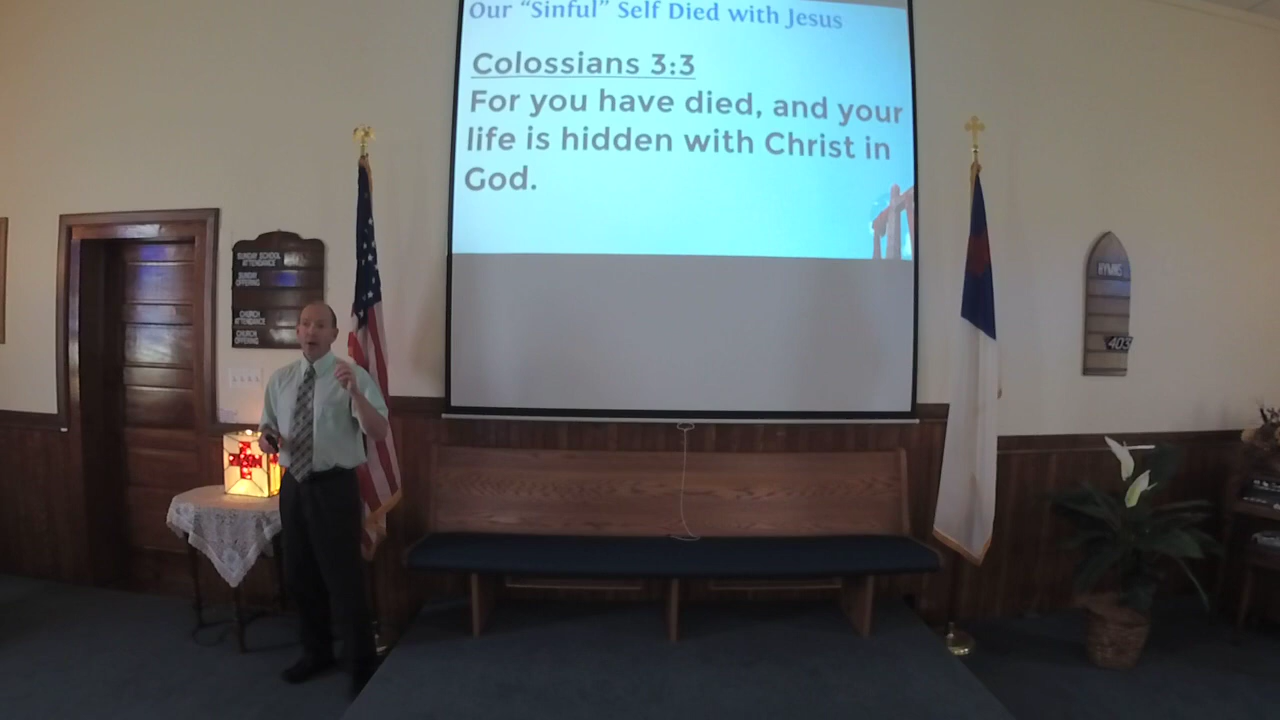 Our “Sinful” Self Died with Jesus
Colossians 3:3
For you have died, and your
life is hidden with Christ in
God.
SUNDAY SCHOOL
ATTENDANCE
SUNDAY
OFFERING
CHURCH
ATTENDANCE
CHURCH
OFFERING
HYMNS
403